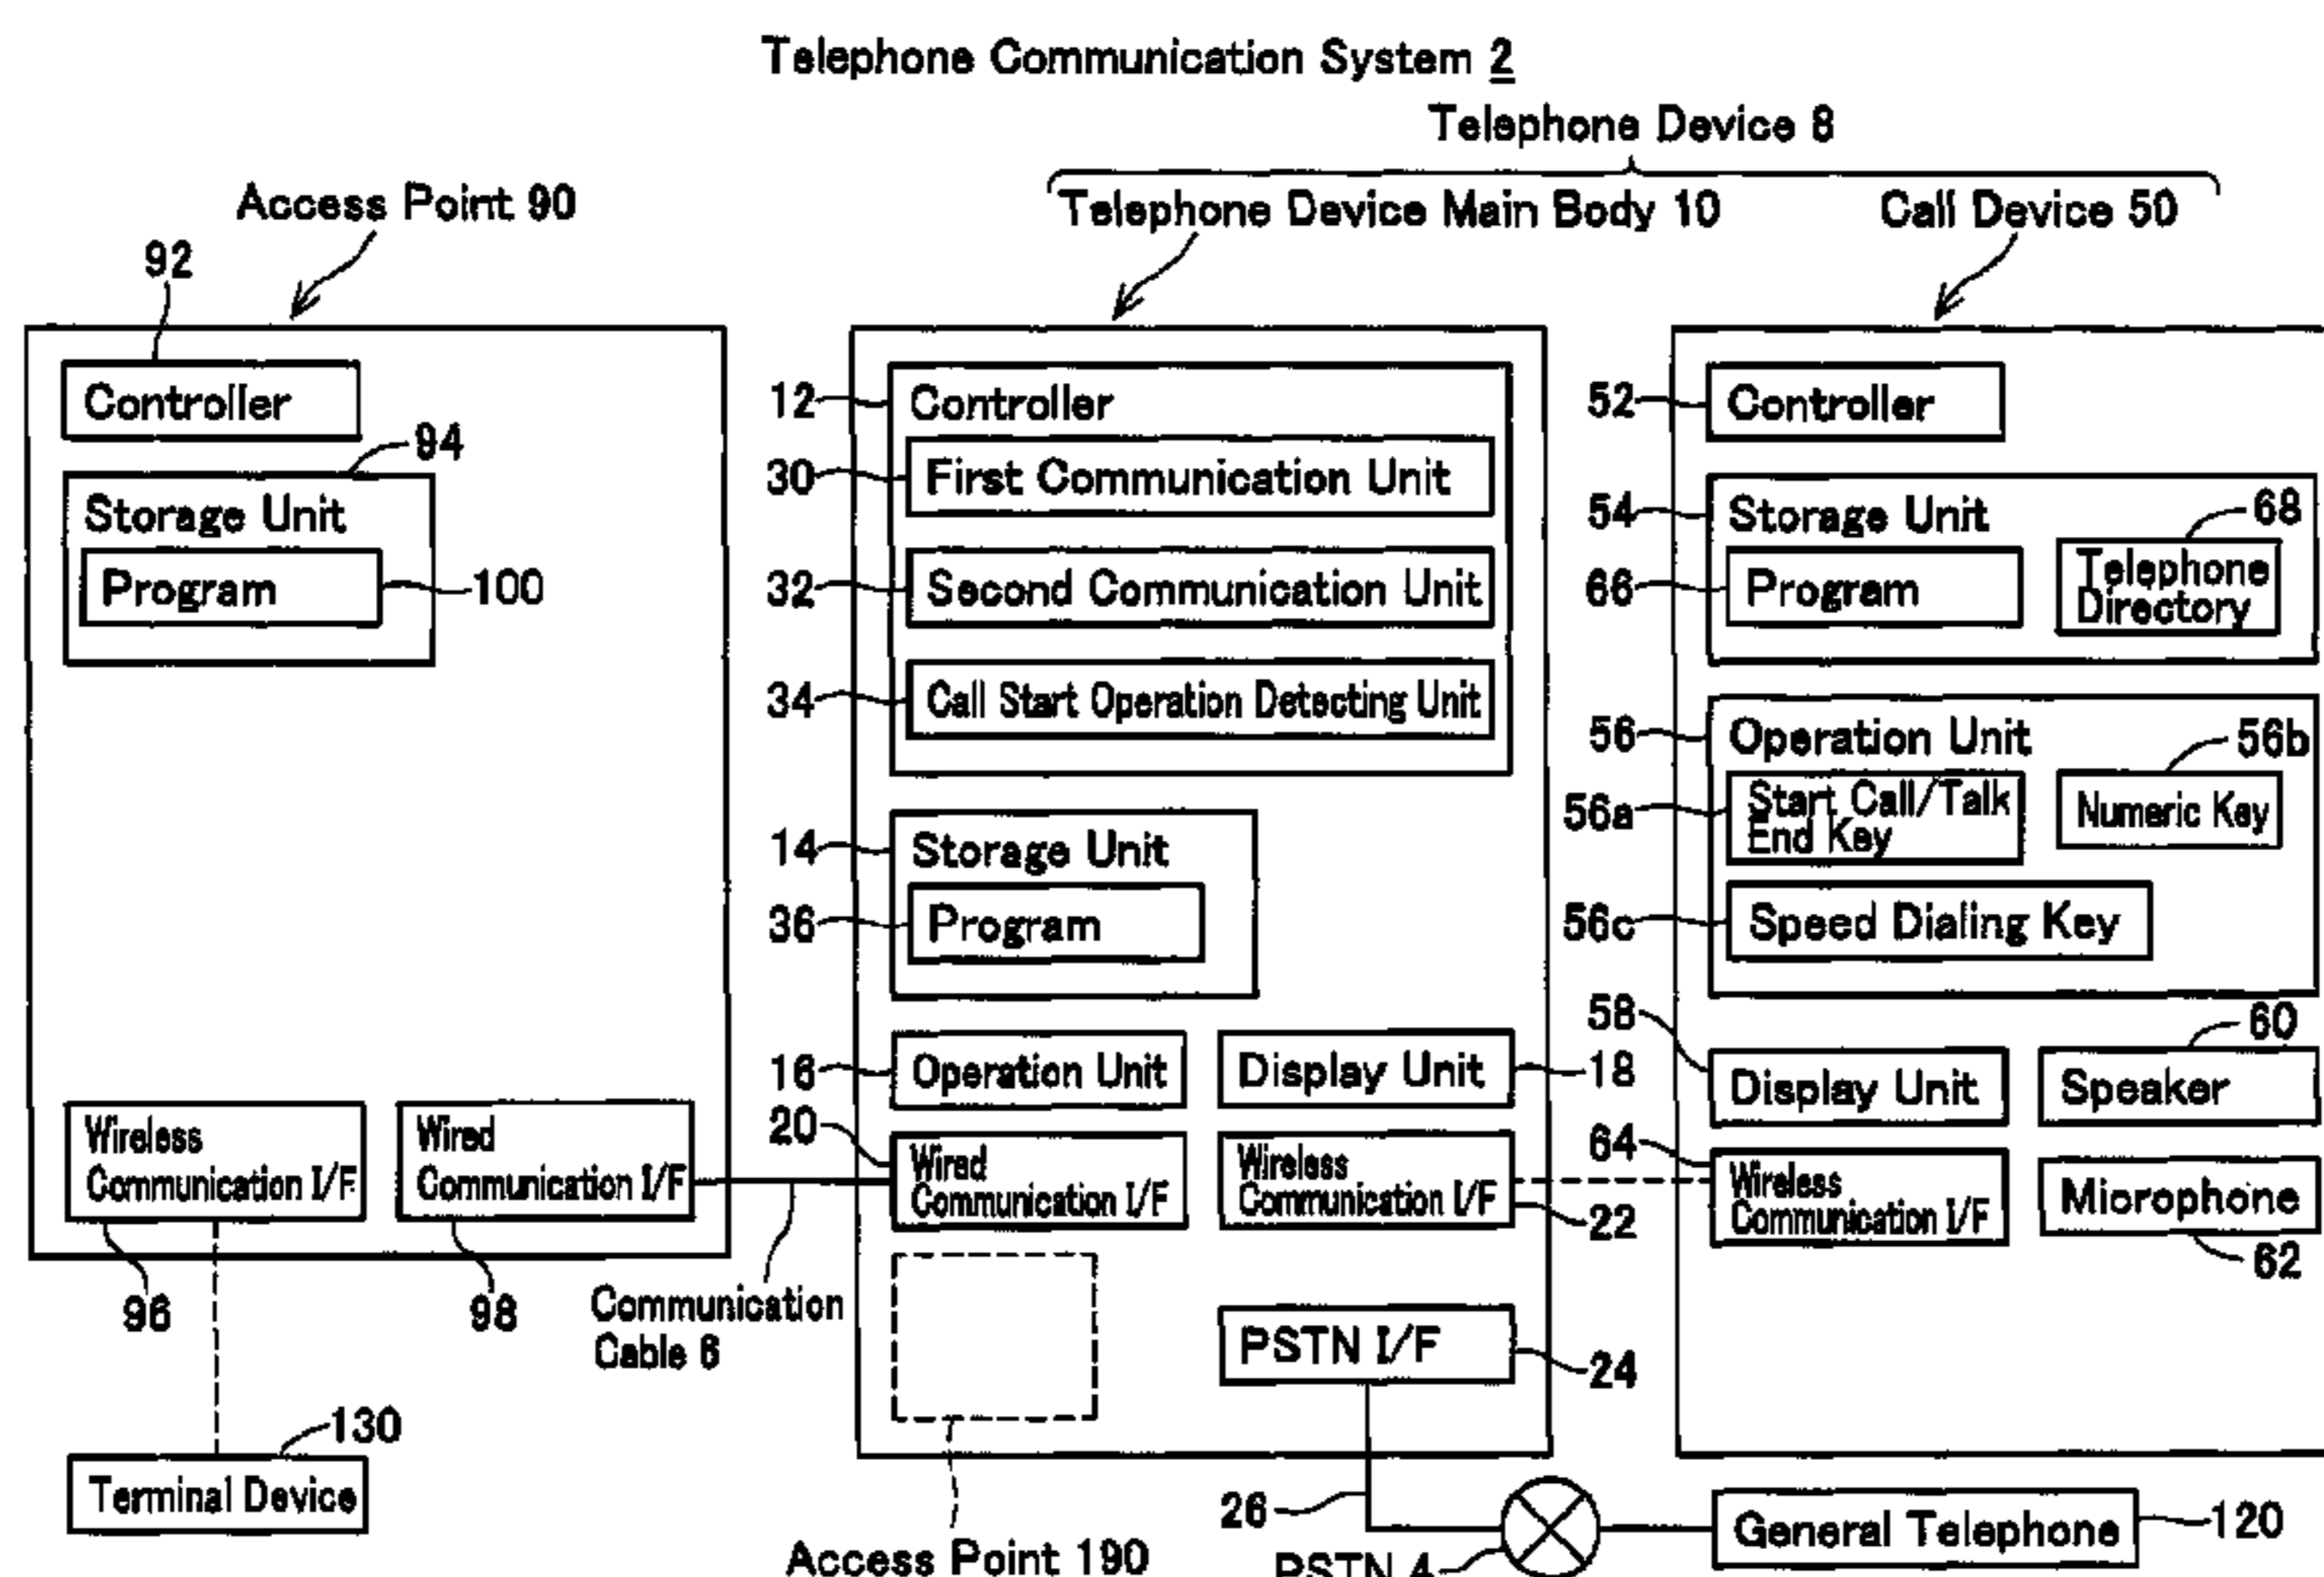 Telephone Communication System 2
Telephone Device 8
Access Point 90
Telephone Device Main Body 10
Call Device 50
92
Controller
94
Storage Unit
Program
100
Wireless
Communication I/F
Wired
Communication I/F
96
98
Communication
Cable 6
130
Terminal Device
12
Controller
30
First Communication Unit
32
Second Communication Unit
34
Call Start Operation Detecting Unit
14
Storage Unit
36
Program
16
Operation Unit
Display Unit
18
20
Wired
Communication I/F
Wireless
Communication I/F
22
PSTN I/F
24
26
Access Point 190
PSTN 4
52
Controller
54
Storage Unit
68
66
Program
Telephone
Directory
56
Operation Unit
56b
56a
Start Call/Talk
End Key
Numeric Key
56c
Speed Dialing Key
58
60
Display Unit
Speaker
64
Wireless
Communication I/F
Microphone
62
General Telephone
120